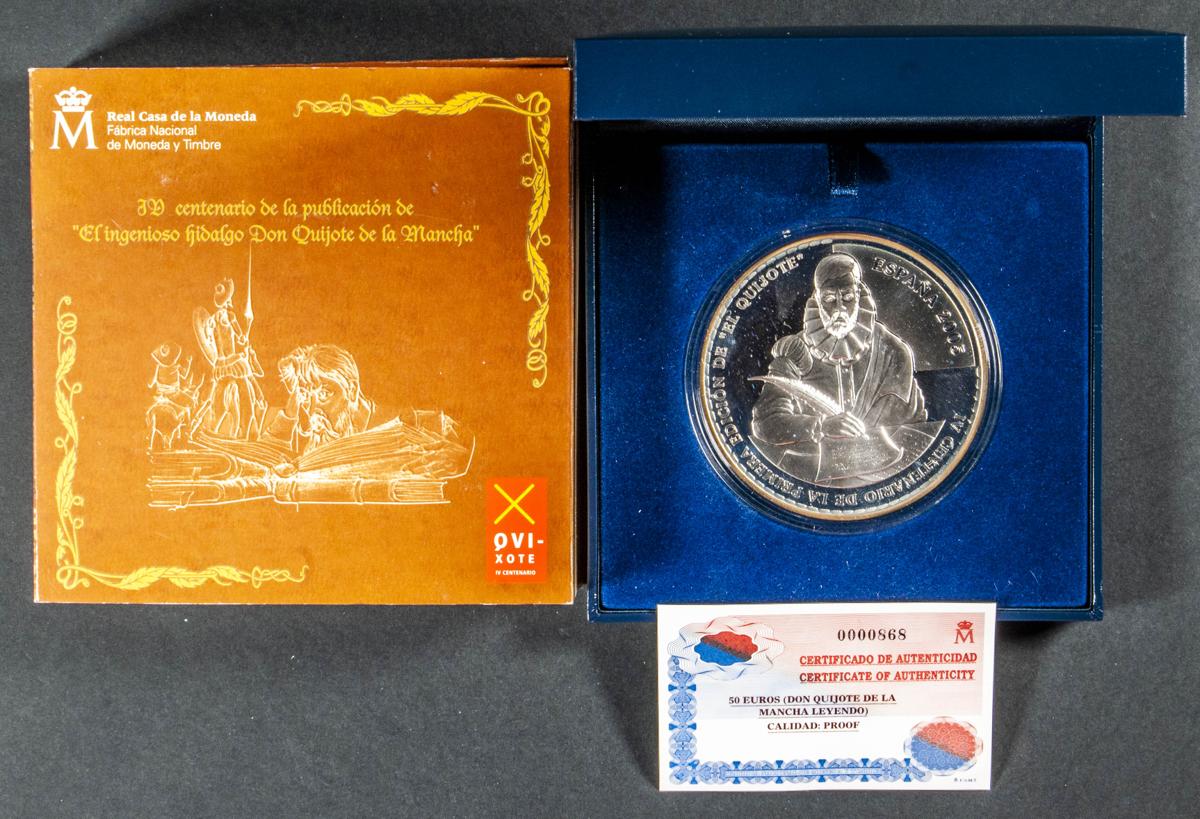 M
Real Casa de la Moneda
Fábrica Nacional
de Moneda y Timbre
IV centenario de la publicación de
"El ingenioso hidalgo Don Quijote de la Mancha"
QVI-
XOTE
IV CENTENARIO
ESPAÑA 2005
IV CENTENARIO DE LA PRIMERA EDICIÓN DE "EL QUIJOTE"
0000868
M
CERTIFICADO DE AUTENTICIDAD
CERTIFICATE OF AUTHENTICITY
50 EUROS (DON QUIJOTE DE LA
MANCHA LEYENDO)
CALIDAD: PROOF